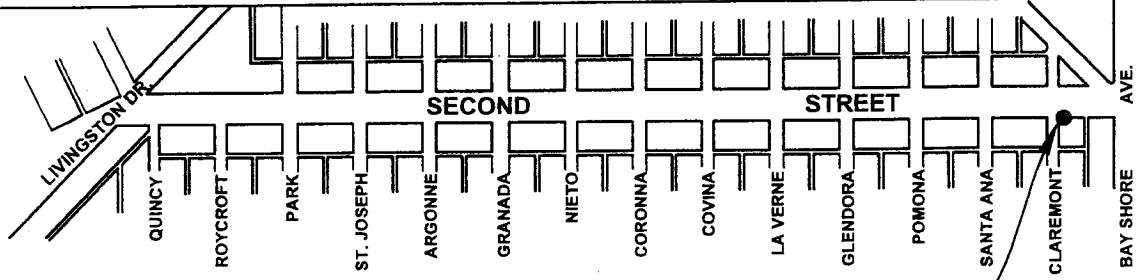 LIVINGSTON DR.
SECOND STREET
QUINCY
ROYCROFT
PARK
ST. JOSEPH
ARGONNE
GRANADA
NIETO
CORONNA
COVINA
LA VERNE
GLENDORA
POMONA
SANTA ANA
CLAREMONT
BAY SHORE AVE.